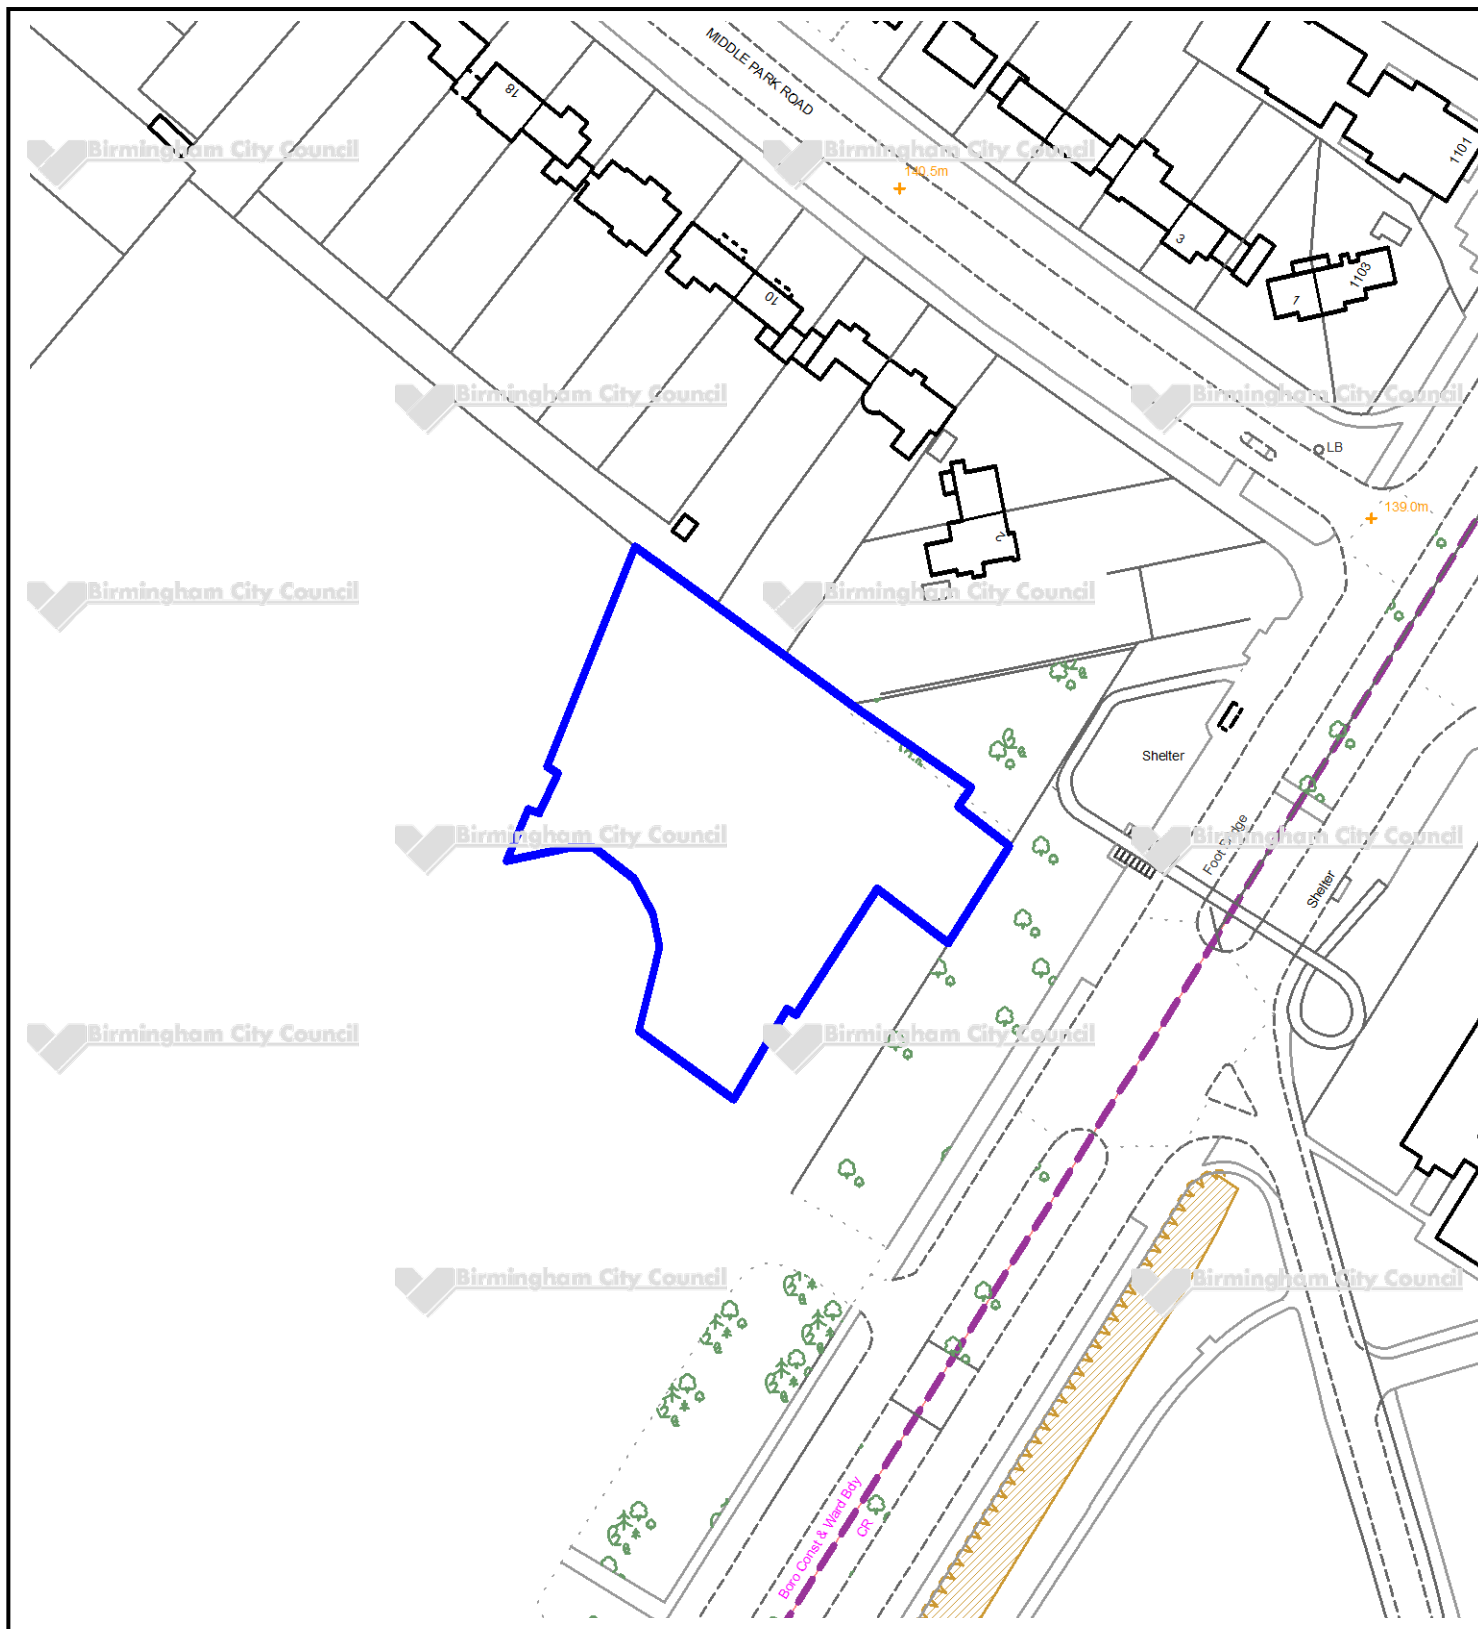 MIDDLE PARK ROAD
18
1101
Birmingham City Council
Birmingham City Council
140.5m
3
1103
1
10
Birmingham City Council
Birmingham City Council
LB
139.0m
2
Birmingham City Council
Birmingham City Council
Shelter
Birmingham City Council
Birmingham City Council
Foot Bridge
Shelter
Birmingham City Council
Birmingham City Council
Birmingham City Council
Birmingham City Council
Boro Const & Ward Bdy
CR